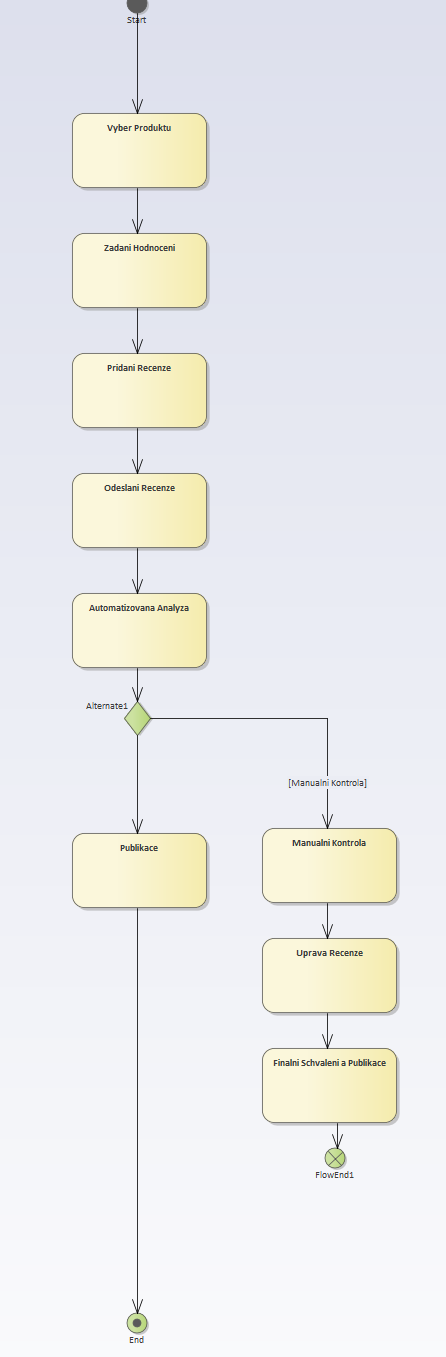 Start
Vyber Produktu
Zadani Hodnoceni
Pridani Recenze
Odeslani Recenze
Automatizovana Analyza
Alternate1
[Manualni Kontrola]
Publikace
Manualni Kontrola
Uprava Recenze
Finalni Schvaleni a Publikace
FlowEnd1
End